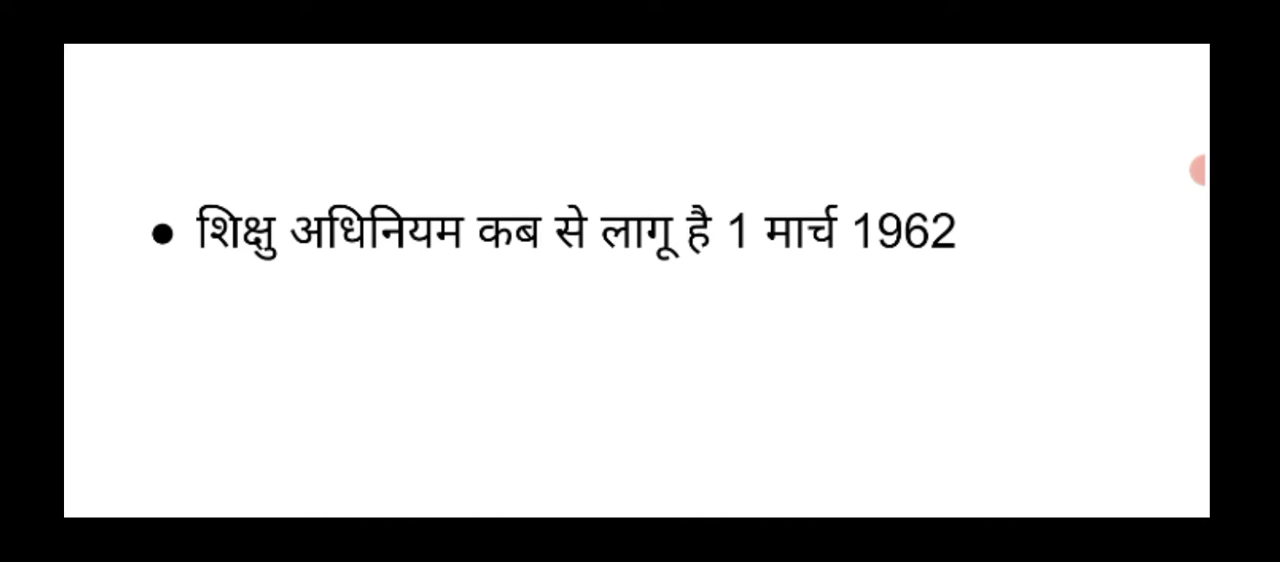 • शिक्षु अधिनियम कब से लागू है 1 मार्च 1962